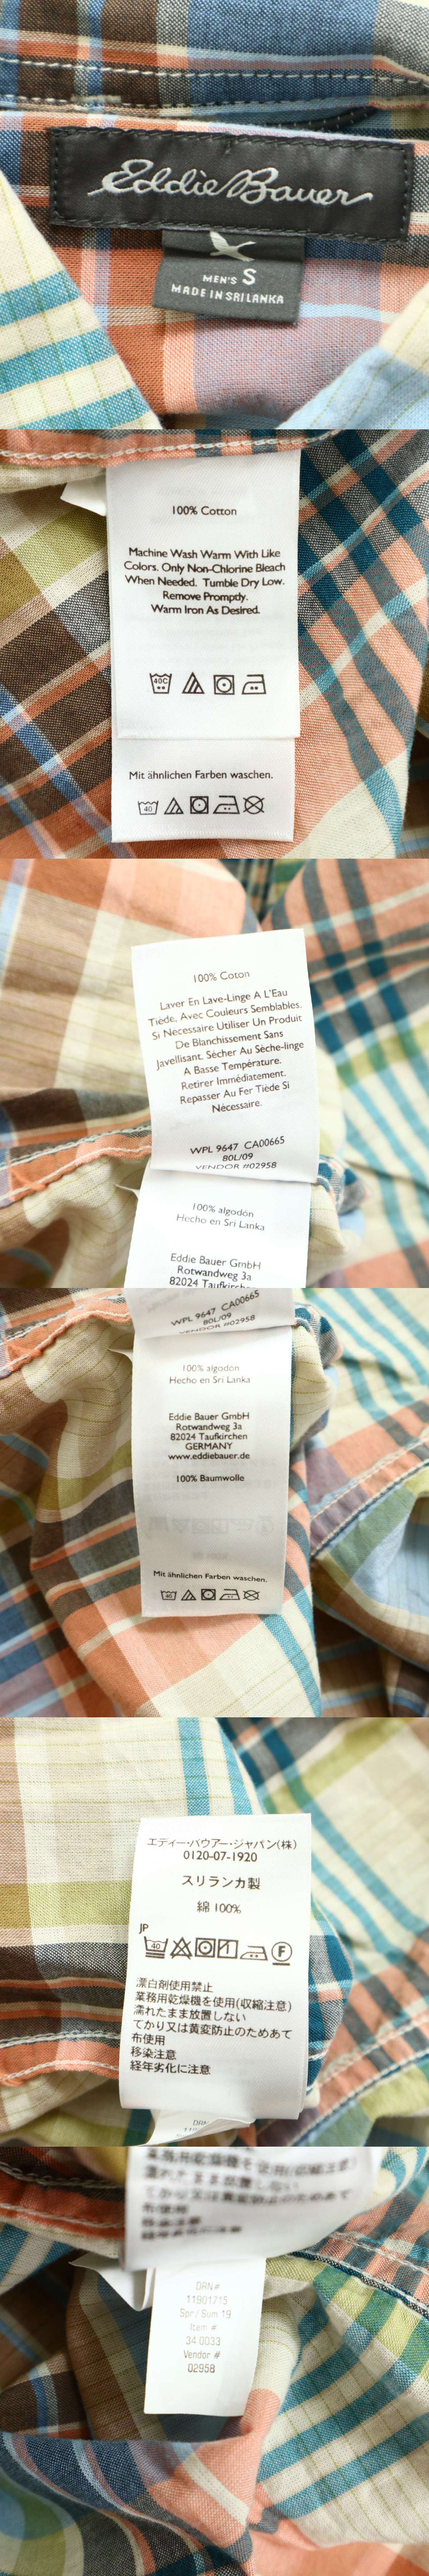 Eddie Bauer
MEN'S S
MADE IN SRI LANKA
100% Cotton
Machine Wash Warm With Like
Colors. Only Non-Chlorine Bleach
When Needed. Tumble Dry Low.
Remove Promptly.
Warm Iron As Desired.
40C
Mit ähnlichen Farben waschen.
40
100% Coton
Laver En Lave-Linge A L'Eau
Tiède, Avec Couleurs Semblables.
Si Nécessaire Utiliser Un Produit
De Blanchissement Sans
Javellisant. Sécher Au Sèche-linge
A Basse Température.
Retirer Immédiatement.
Repasser Au Fer Tiède Si
Nécessaire.
WPL 9647 CA00665
80L/09
VENDOR #02958
100% algodón
Hecho en Sri Lanka
Eddie Bauer GmbH
Rotwandweg 3a
82024 Taufkirchen
WPL 9647 CA00665
80L/09
VENDOR #02958
100% algodón
Hecho en Sri Lanka
Eddie Bauer GmbH
Rotwandweg 3a
82024 Taufkirchen
GERMANY
www.eddiebauer.de
100% Baumwolle
Mit ähnlichen Farben waschen.
40
エディー・バウアー・ジャパン(株)
0120-07-1920
スリランカ製
綿 100%
JP
40 F
漂白剤使用禁止
業務用乾燥機を使用(収縮注意)
濡れたまま放置しない
てかり又は黄変防止のためあて
布使用
移染注意
経年劣化に注意
DRN#
11901715
Spr / Sum 19
Item #
34 0033
Vendor #
02958